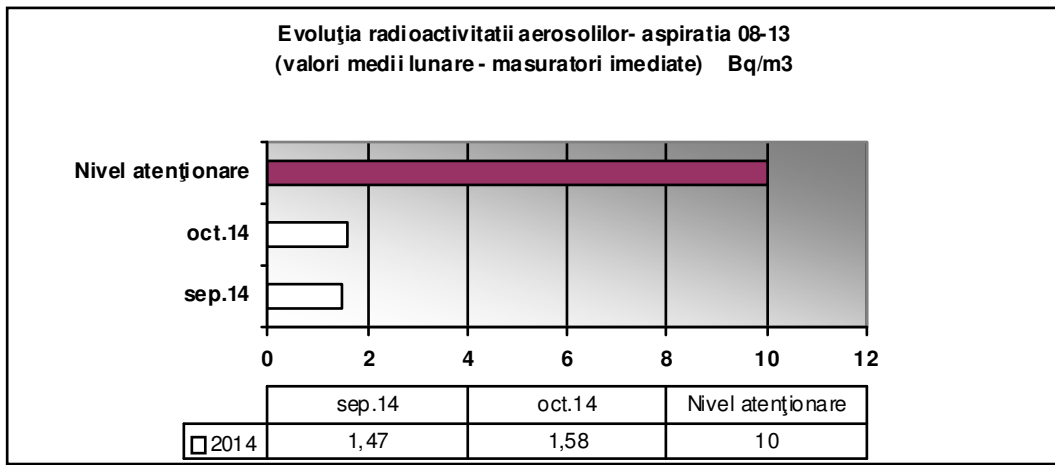 Evoluţia radioactivitatii aerosolilor- aspiratia 08-13
(valori medii lunare - masuratori imediate) Bq/m3
Nivel atenţionare
oct.14
sep.14
0 2 4 6 8 10 12
sep.14 oct.14 Nivel atenţionare
2014 1,47 1,58 10